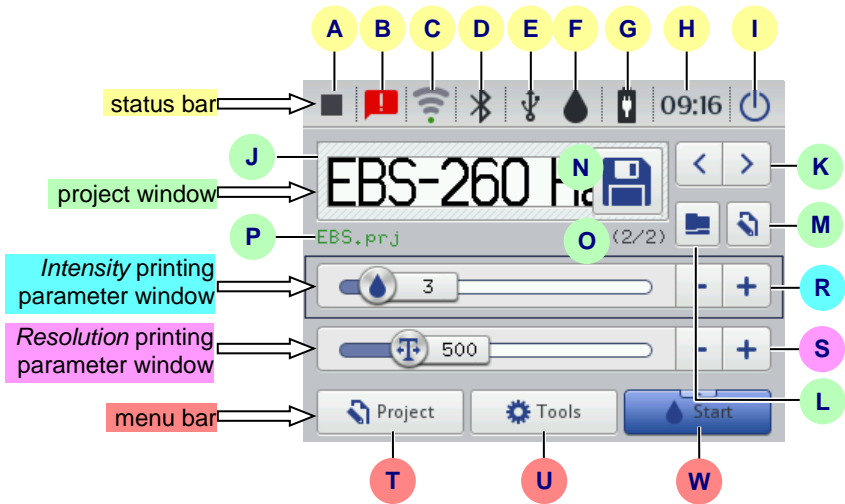 A B C D E F G H I
status bar
09:16
J
EBS-260 Ha
N
K
project window
P
EBS.prj
O
(2/2)
M
Intensity printing
parameter window
3
- +
R
Resolution printing
parameter window
500
- +
S
L
menu bar
Project
Tools
Start
T
U
W